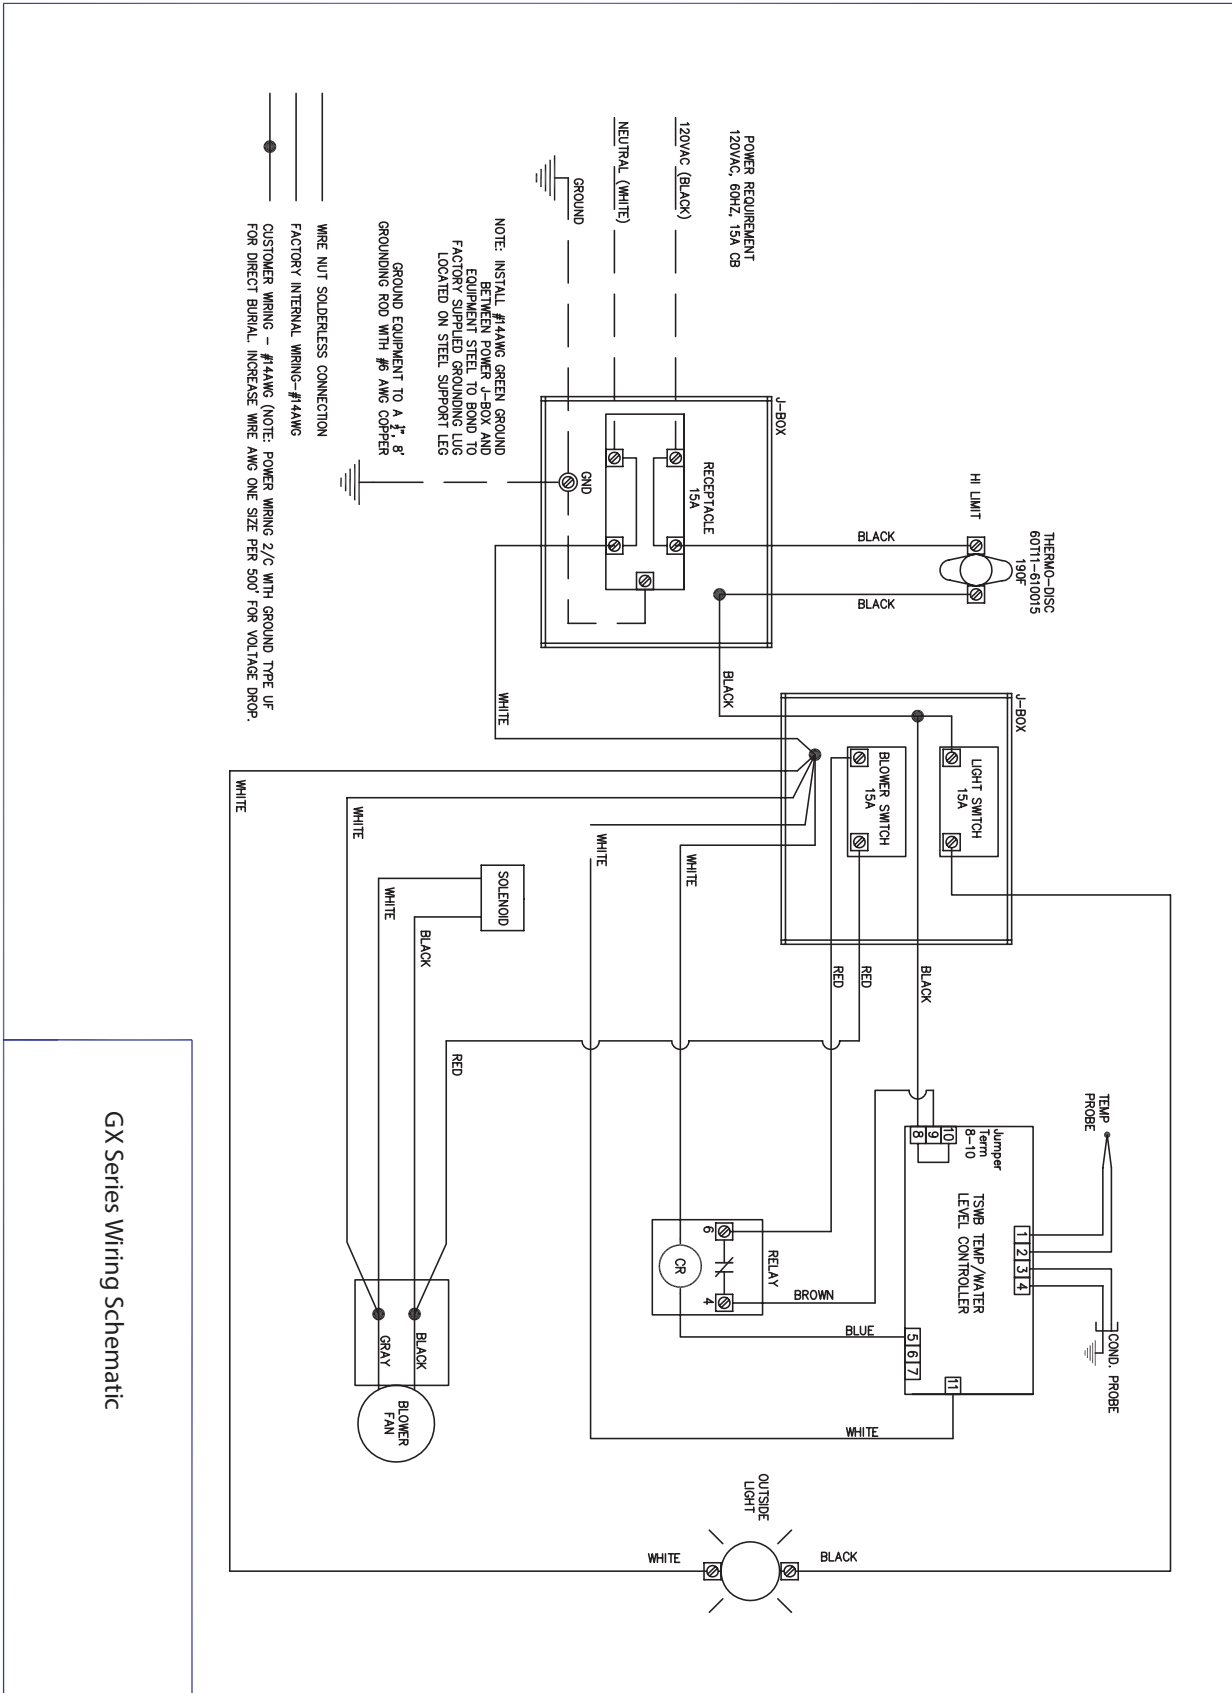 POWER REQUIREMENT
120VAC, 60HZ, 15A CB
120VAC (BLACK)
NEUTRAL (WHITE)
GROUND
J-BOX
RECEPTACLE
15A
GND
HI LIMIT
THERMO-DISC
60T11-610015
190F
BLACK
BLACK
BLACK
WHITE
NOTE: INSTALL #14AWG GREEN GROUND
BETWEEN POWER J-BOX AND
EQUIPMENT STEEL TO BOND TO
FACTORY SUPPLIED GROUNDING LUG
LOCATED ON STEEL SUPPORT LEG
GROUND EQUIPMENT TO A 1/2", 8'
GROUNDING ROD WITH #6 AWG COPPER
WIRE NUT SOLDERLESS CONNECTION
FACTORY INTERNAL WIRING-#14AWG
CUSTOMER WIRING - #14AWG (NOTE: POWER WIRING 2/C WITH GROUND TYPE UF
FOR DIRECT BURIAL. INCREASE WIRE AWG ONE SIZE PER 500' FOR VOLTAGE DROP.
J-BOX
LIGHT SWITCH
15A
BLOWER SWITCH
15A
WHITE
WHITE
WHITE
WHITE
SOLENOID
WHITE
BLACK
BLACK
RED
RED
RED
TEMP
PROBE
Jumper
Term
8-10
10
9
8
TSWB TEMP/WATER
LEVEL CONTROLLER
1
2
3
4
COND. PROBE
5
6
7
11
RELAY
6
4
CR
BROWN
BLUE
WHITE
BLACK
GRAY
BLOWER
FAN
OUTSIDE
LIGHT
BLACK
WHITE
GX Series Wiring Schematic